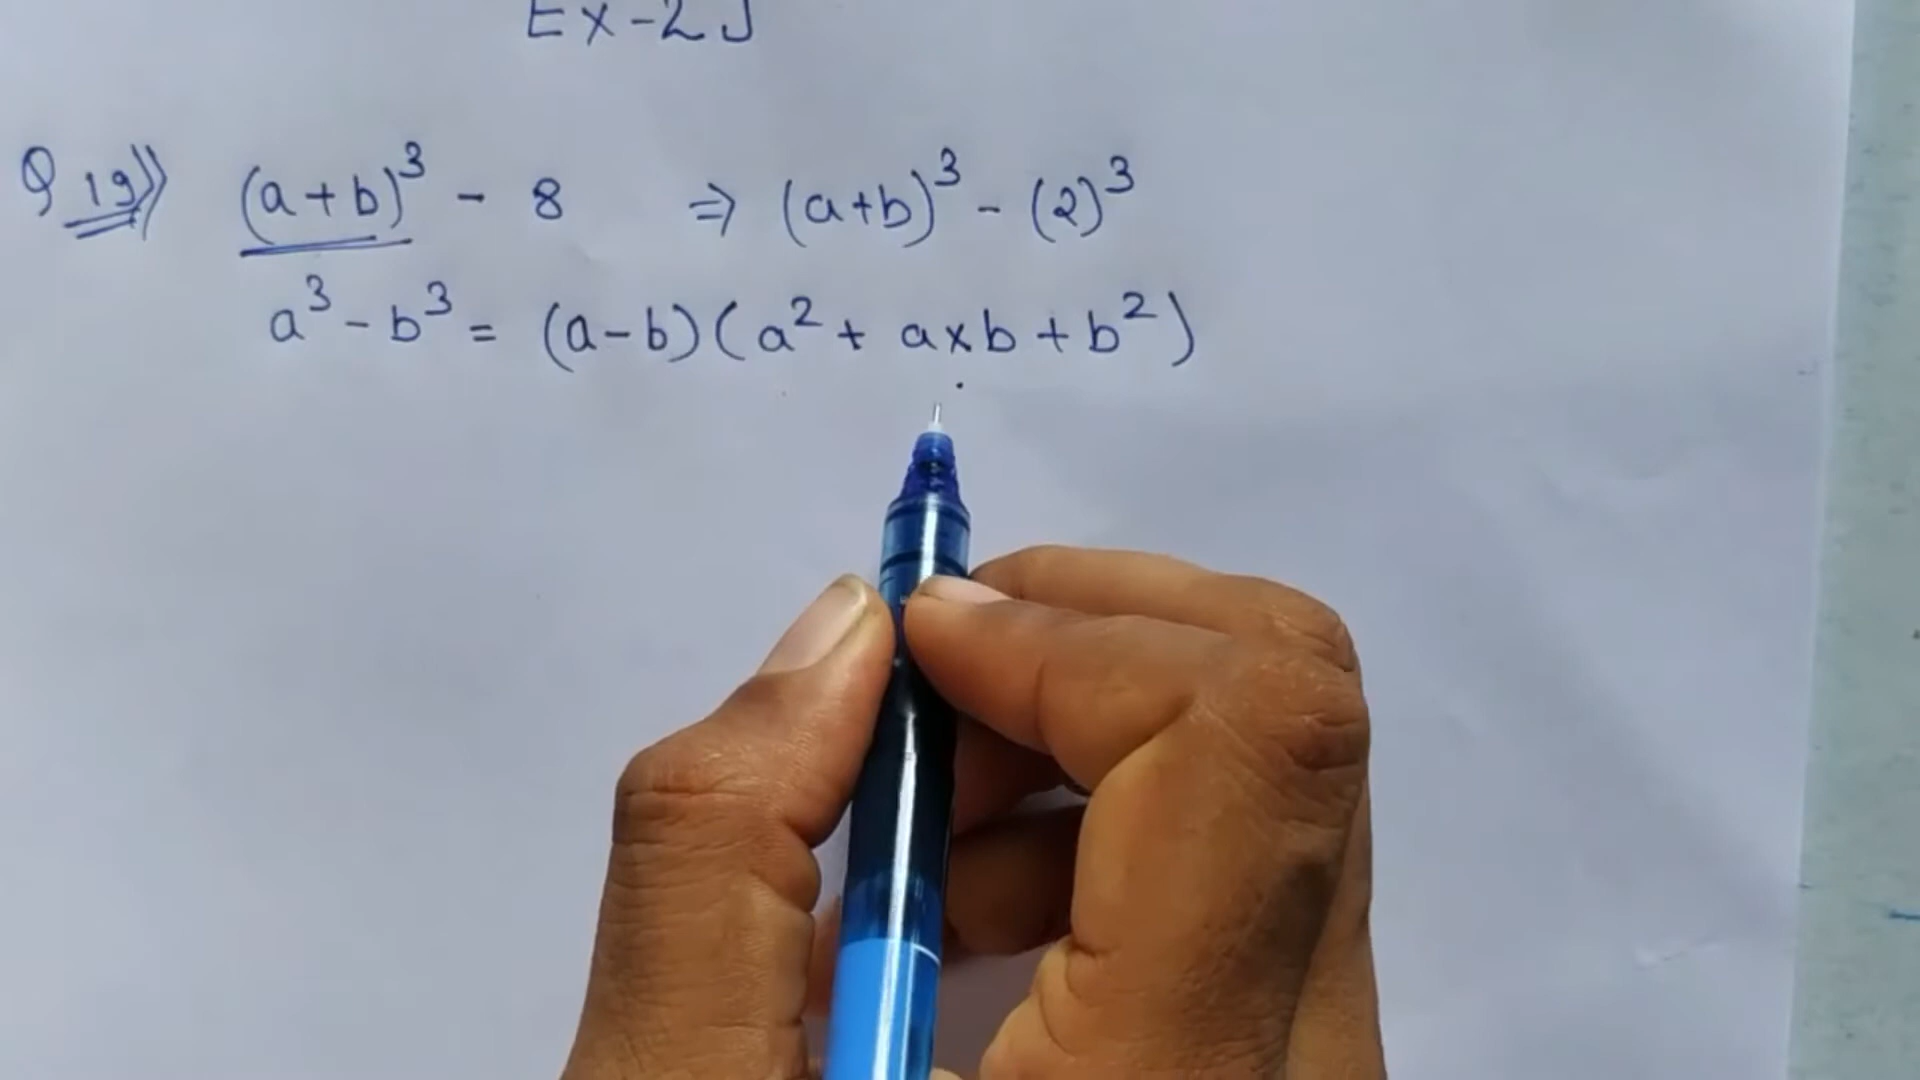 Ex-2J
Q 19» (a+b)³ - 8 ⇒ (a+b)³ - (2)³
a³ - b³ = (a-b)(a² + a×b + b²)